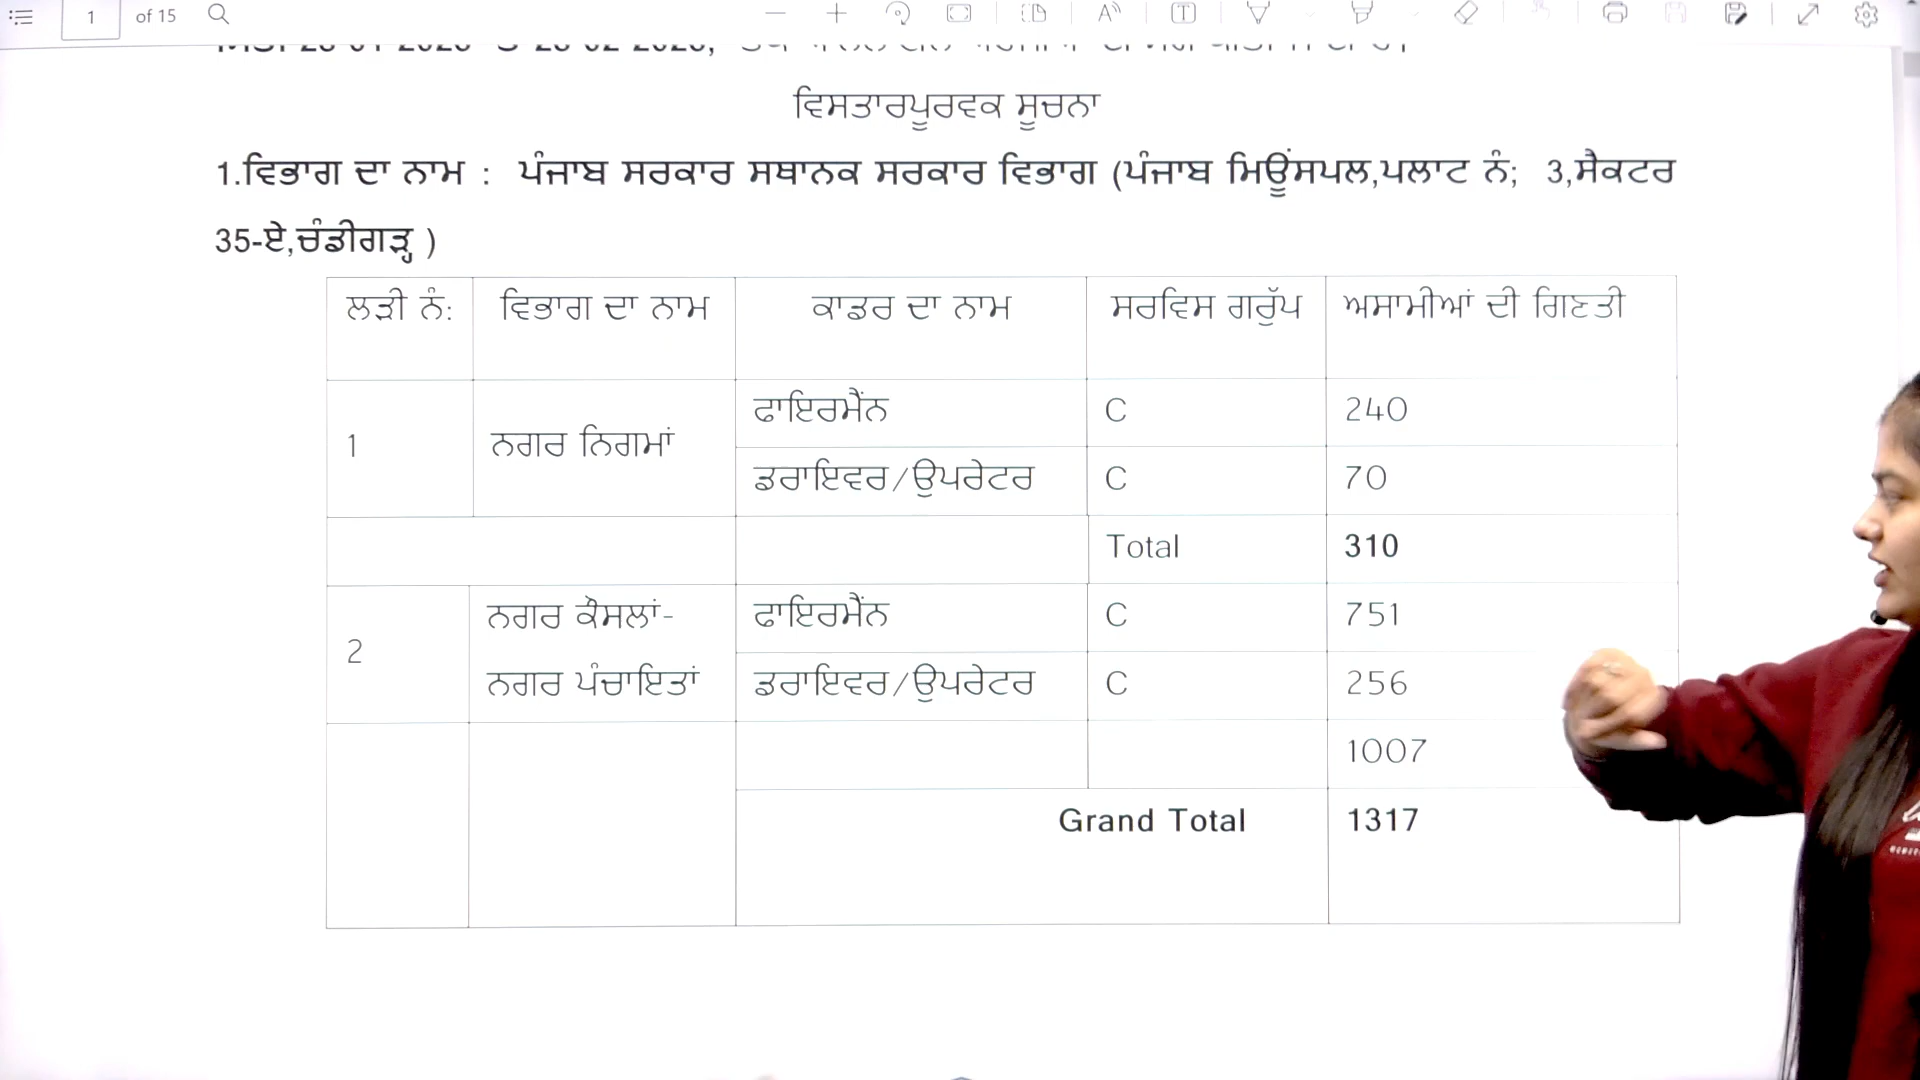 1 of 15
ਵਿਸਤਾਰਪੂਰਵਕ ਸੂਚਨਾ
1.ਵਿਭਾਗ ਦਾ ਨਾਮ : ਪੰਜਾਬ ਸਰਕਾਰ ਸਥਾਨਕ ਸਰਕਾਰ ਵਿਭਾਗ (ਪੰਜਾਬ ਮਿਊਂਸਪਲ,ਪਲਾਟ ਨੰ; 3,ਸੈਕਟਰ
35-ਏ,ਚੰਡੀਗੜ੍ਹ )
ਲੜੀ ਨੰ: ਵਿਭਾਗ ਦਾ ਨਾਮ ਕਾਡਰ ਦਾ ਨਾਮ ਸਰਵਿਸ ਗਰੁੱਪ ਅਸਾਮੀਆਂ ਦੀ ਗਿਣਤੀ
1 ਨਗਰ ਨਿਗਮਾਂ ਫਾਇਰਮੈਂਨ C 240
ਡਰਾਇਵਰ/ਉਪਰੇਟਰ C 70
Total 310
2 ਨਗਰ ਕੌਸਲਾਂ- ਫਾਇਰਮੈਂਨ C 751
ਨਗਰ ਪੰਚਾਇਤਾਂ ਡਰਾਇਵਰ/ਉਪਰੇਟਰ C 256
1007
Grand Total 1317